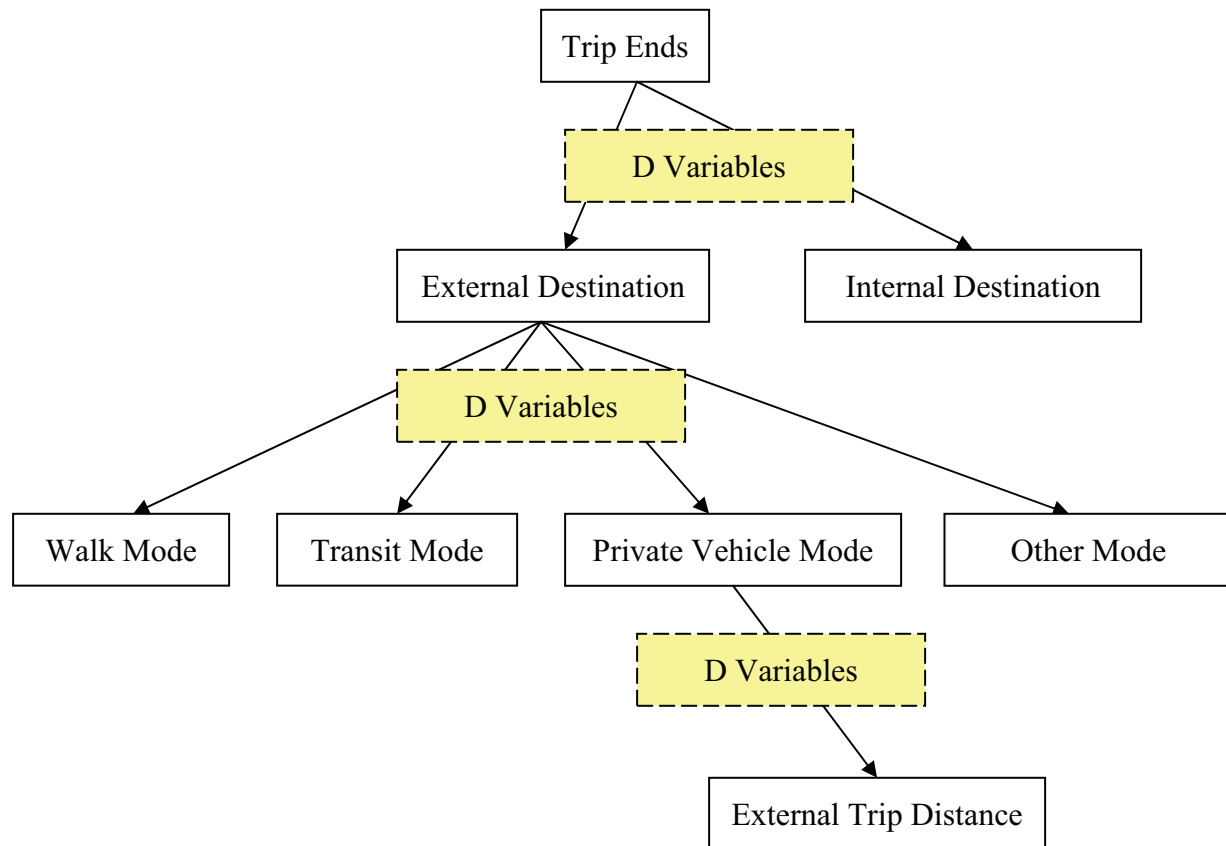 Trip Ends
D Variables
External Destination
Internal Destination
D Variables
Walk Mode
Transit Mode
Private Vehicle Mode
Other Mode
D Variables
External Trip Distance